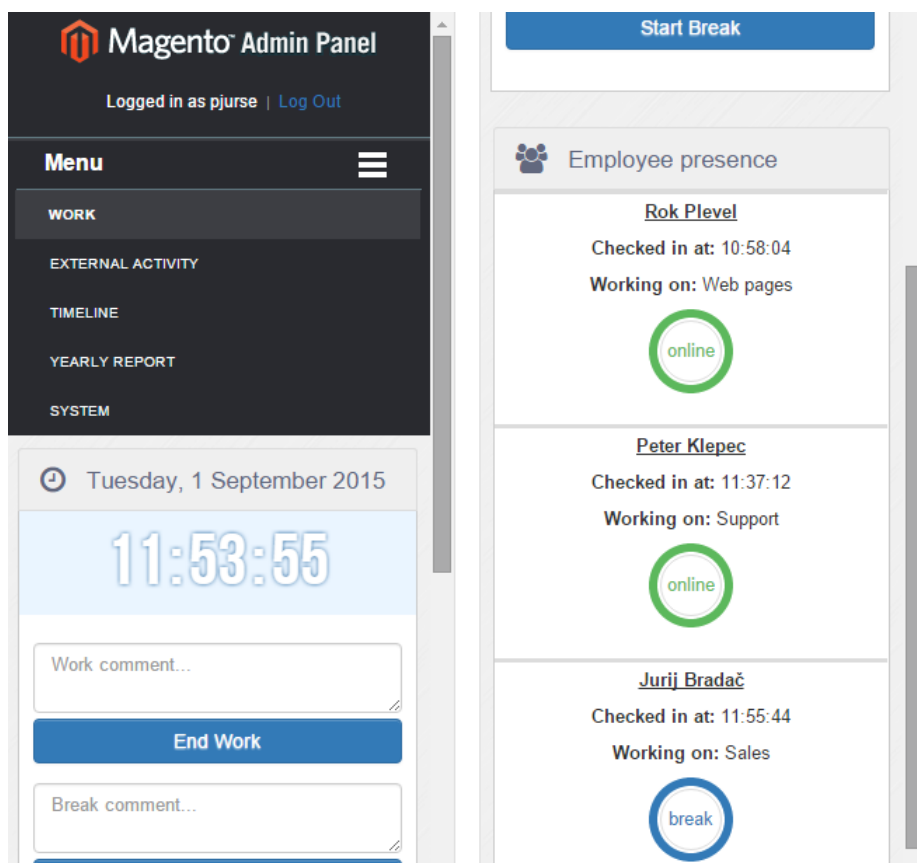 Magento™ Admin Panel
Logged in as pjurse | Log Out
Menu
WORK
EXTERNAL ACTIVITY
TIMELINE
YEARLY REPORT
SYSTEM
Tuesday, 1 September 2015
11:53:55
Work comment...
End Work
Break comment...
Start Break
Employee presence
Rok Plevel
Checked in at: 10:58:04
Working on: Web pages
online
Peter Klepec
Checked in at: 11:37:12
Working on: Support
online
Jurij Bradač
Checked in at: 11:55:44
Working on: Sales
break